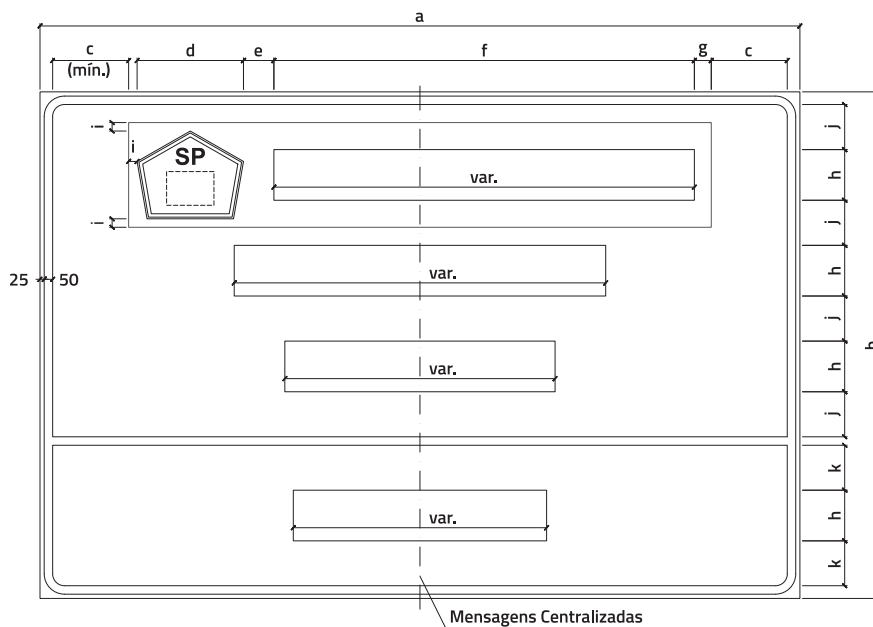 a
c
(mín.)
d
e
f
g
c
i
i
i
SP
var.
j
h
j
h
j
h
j
k
h
k
b
var.
25
50
var.
var.
Mensagens Centralizadas